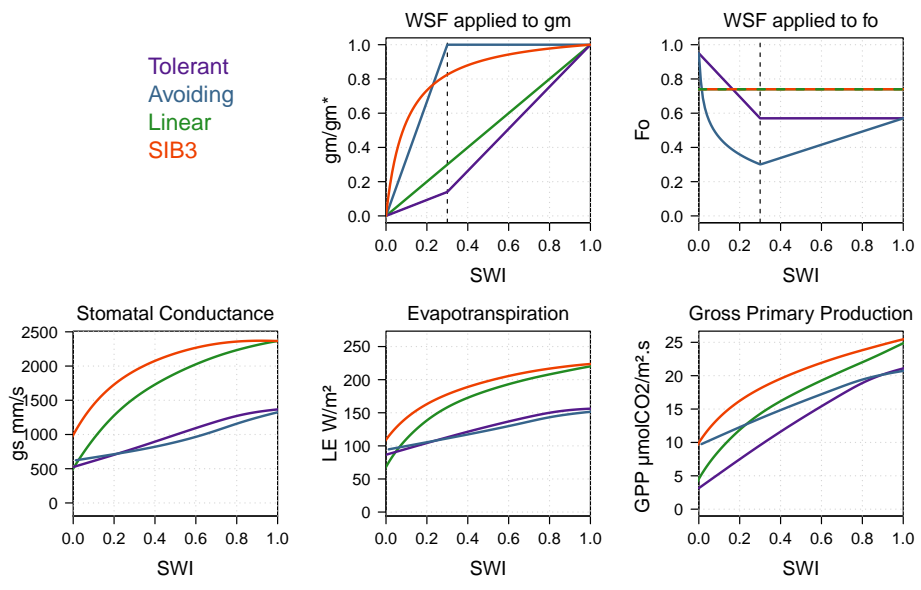 Tolerant
Avoiding
Linear
SIB3
WSF applied to gm
gm/gm*
1.0
0.8
0.6
0.4
0.2
0.0
0.0 0.2 0.4 0.6 0.8 1.0
SWI
WSF applied to fo
Fo
1.0
0.8
0.6
0.4
0.2
0.0
0.0 0.2 0.4 0.6 0.8 1.0
SWI
Stomatal Conductance
gs mm/s
2500
2000
1500
1000
500
0
0.0 0.2 0.4 0.6 0.8 1.0
SWI
Evapotranspiration
LE W/m²
250
200
150
100
50
0
0.0 0.2 0.4 0.6 0.8 1.0
SWI
Gross Primary Production
GPP µmolCO2/m².s
25
20
15
10
5
0
0.0 0.2 0.4 0.6 0.8 1.0
SWI